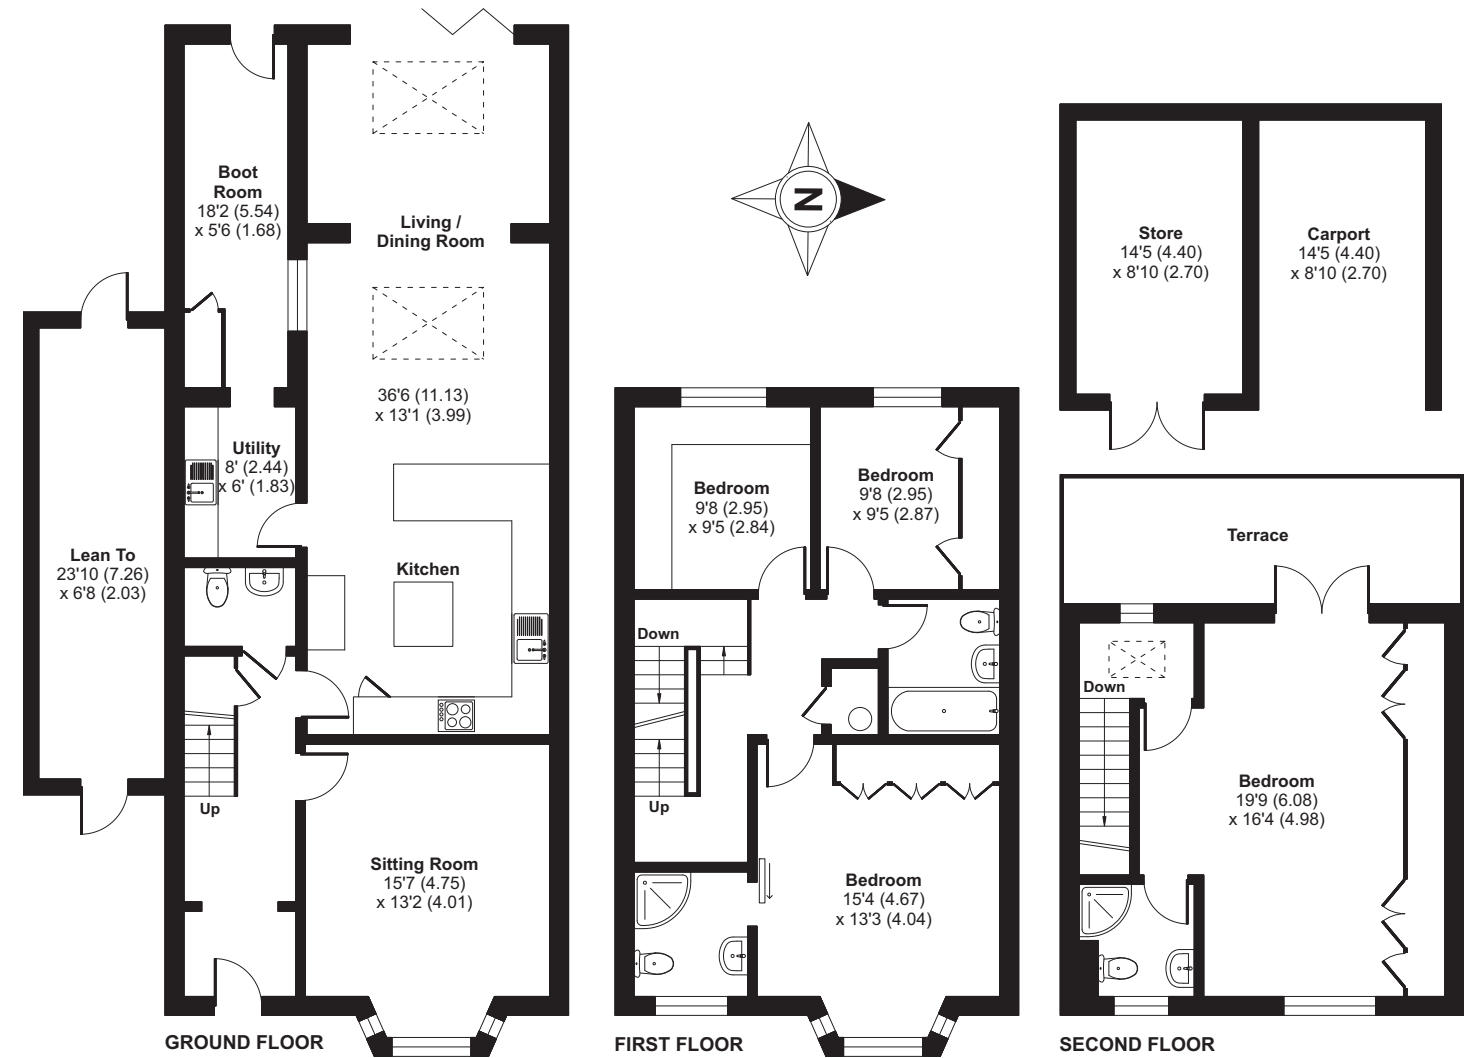 Boot
Room
18'2 (5.54)
x 5'6 (1.68)
Living /
Dining Room
36'6 (11.13)
x 13'1 (3.99)
Utility
8' (2.44)
x 6' (1.83)
Lean To
23'10 (7.26)
x 6'8 (2.03)
Kitchen
Up
Sitting Room
15'7 (4.75)
x 13'2 (4.01)
GROUND FLOOR
N
Bedroom
9'8 (2.95)
x 9'5 (2.84)
Bedroom
9'8 (2.95)
x 9'5 (2.87)
Down
Up
Bedroom
15'4 (4.67)
x 13'3 (4.04)
FIRST FLOOR
Store
14'5 (4.40)
x 8'10 (2.70)
Carport
14'5 (4.40)
x 8'10 (2.70)
Terrace
Down
Bedroom
19'9 (6.08)
x 16'4 (4.98)
SECOND FLOOR